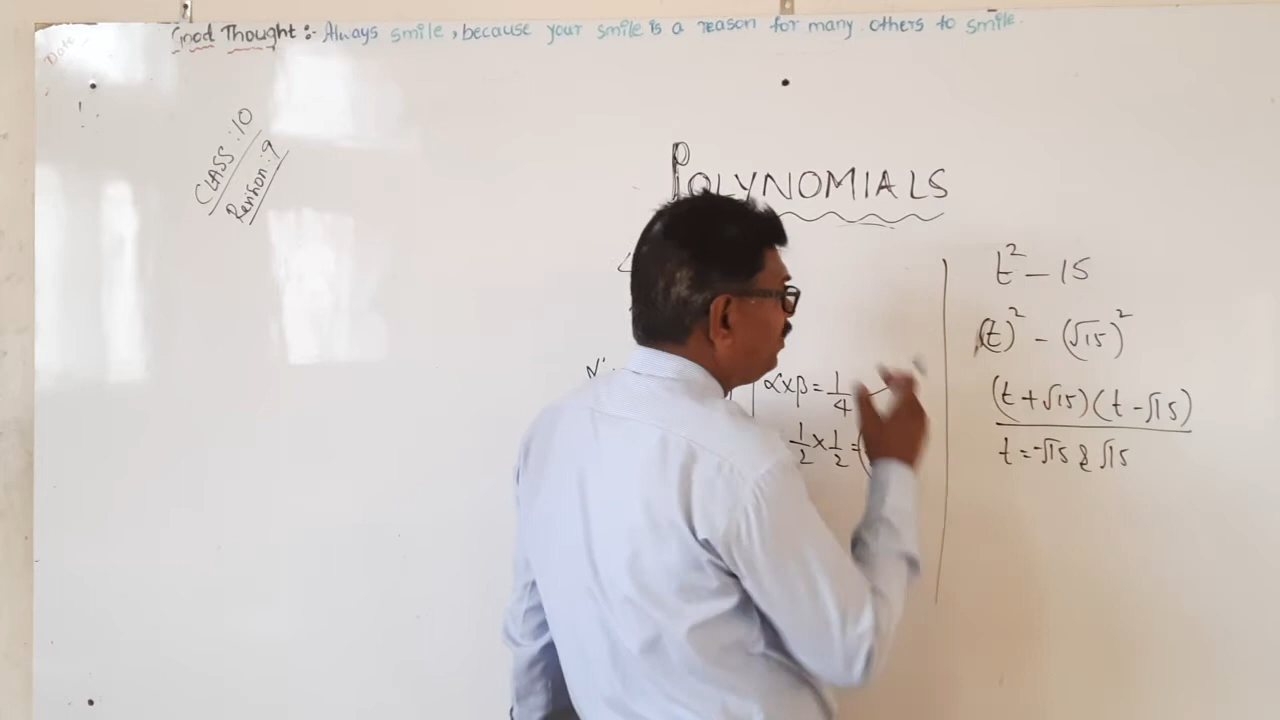 Good Thought :- Always smile, because your smile is a reason for many others to smile.
Date
CLASS : 10
Revision : 9
POLYNOMIALS
α×β = 1/4
1/2 × 1/2 =
t² - 15
(t)² - (√15)²
(t + √15)(t - √15)
t = -√15 & √15